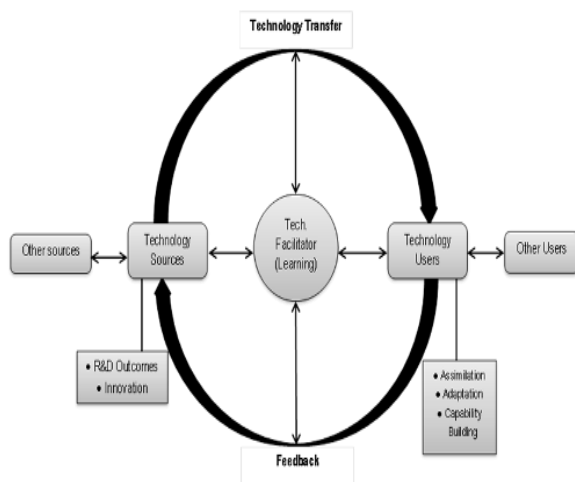 Technology Transfer
Other sources
Technology
Sources
Tech.
Facilitator
(Learning)
Technology
Users
Other Users
● R&D Outcomes
● Innovation
● Assimilation
● Adaptation
● Capability
Building
Feedback